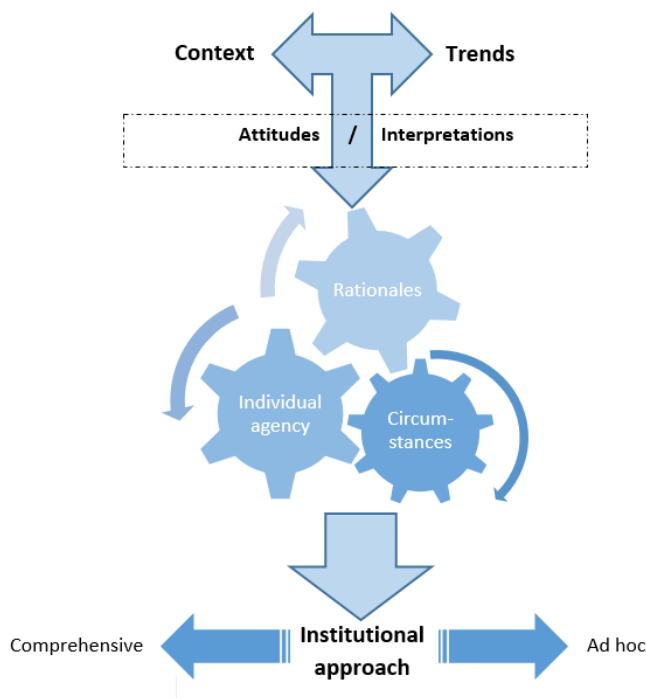 Context Trends
Attitudes / Interpretations
Rationales
Individual
agency
Circum-
stances
Institutional
approach
Comprehensive
Ad hoc